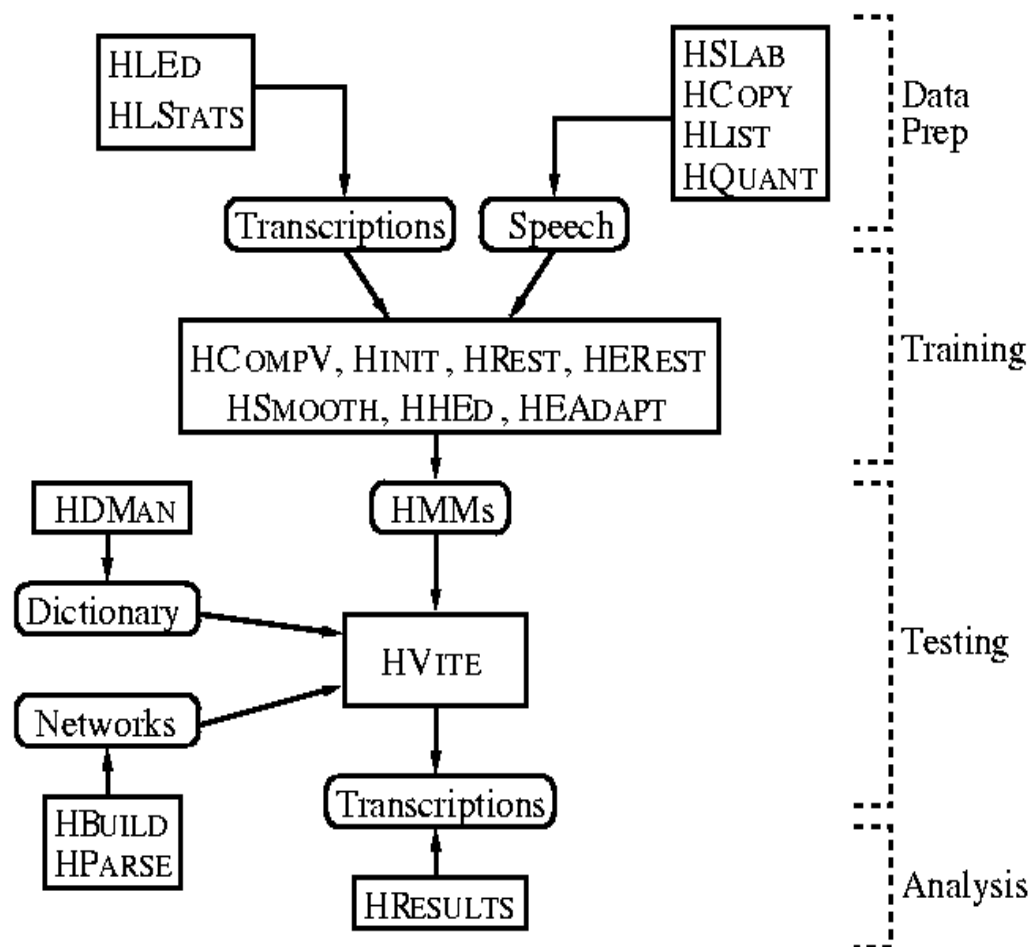 HLED
HLSTATS
HSLAB
HCOPY
HLIST
HQUANT
Data
Prep
Transcriptions
Speech
HCOMPV, HINIT, HREST, HEREST
HSMOOTH, HHED, HEADAPT
Training
HDMAN
HMMs
Dictionary
HVITE
Testing
Networks
Transcriptions
HBUILD
HPARSE
HRESULTS
Analysis